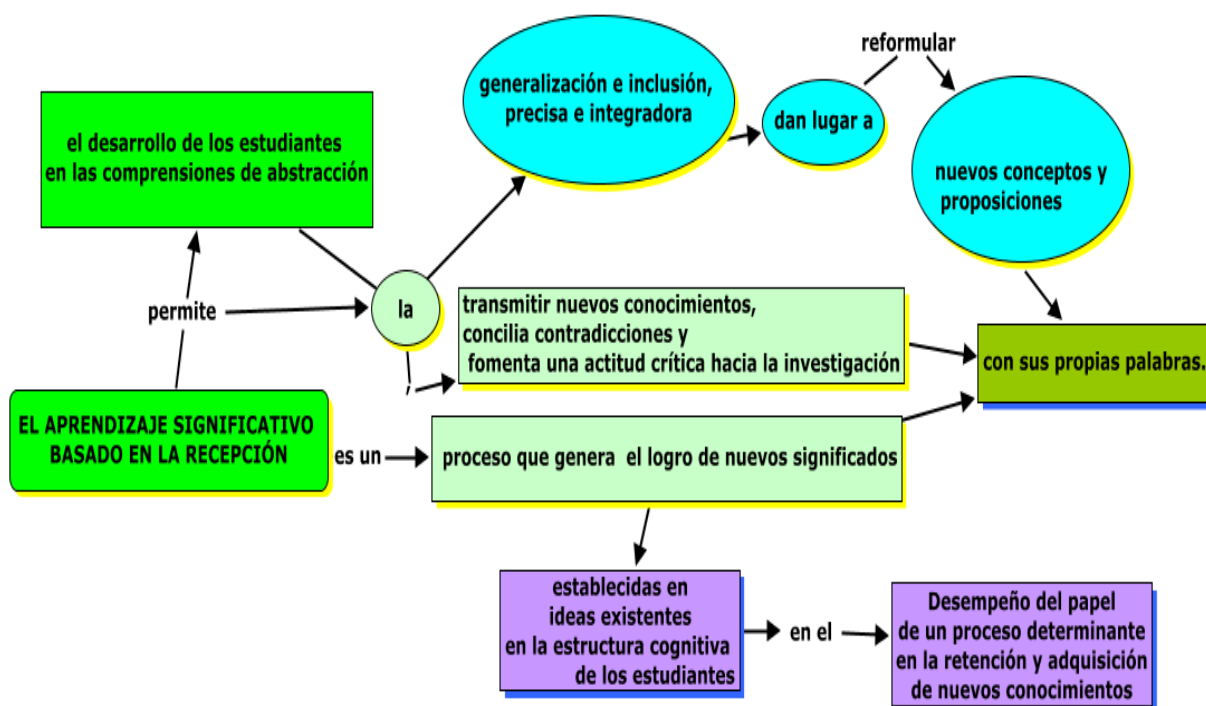 reformular
generalización e inclusión,
precisa e integradora
dan lugar a
el desarrollo de los estudiantes
en las comprensiones de abstracción
nuevos conceptos y
proposiciones
permite
la
transmitir nuevos conocimientos,
concilia contradicciones y
fomenta una actitud crítica hacia la investigación
con sus propias palabras.
,
EL APRENDIZAJE SIGNIFICATIVO
BASADO EN LA RECEPCIÓN
es un
proceso que genera el logro de nuevos significados
establecidas en
ideas existentes
en la estructura cognitiva
de los estudiantes
en el
Desempeño del papel
de un proceso determinante
en la retención y adquisición
de nuevos conocimientos